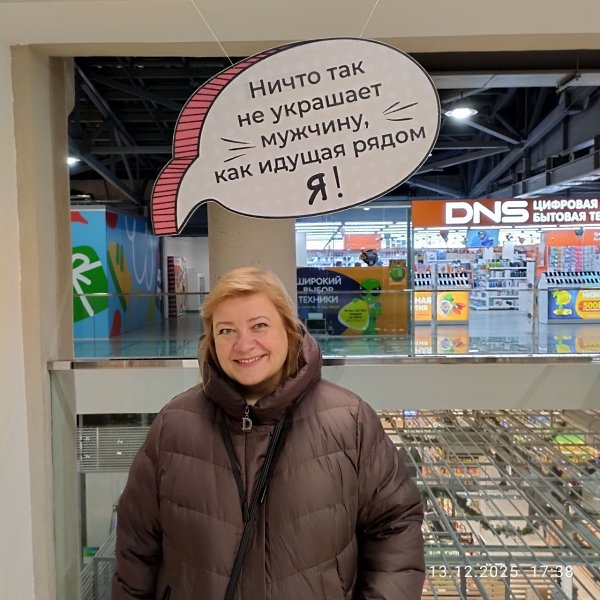 Ничто так
не украшает
мужчину,
как идущая рядом
Я!
DNS
ЦИФРОВАЯ
БЫТОВАЯ ТЕ
ШИРОКИЙ
ВЫБОР
ТЕХНИКИ
D
13.12.2025 17:38